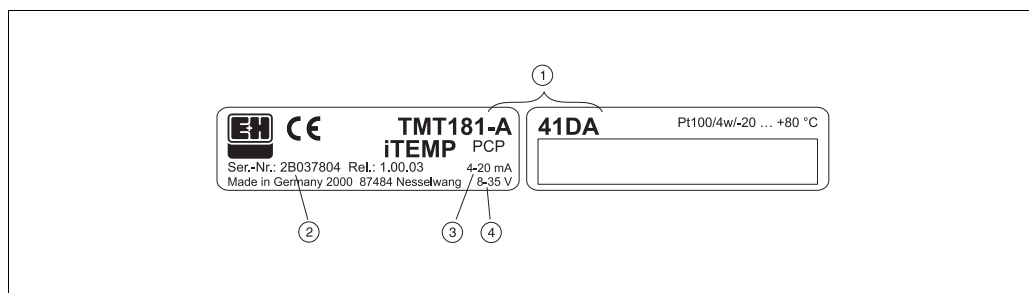 1
E+H CE TMT181-A
iTEMP PCP
Ser.-Nr.: 2B037804 Rel.: 1.00.03 4-20 mA
Made in Germany 2000 87484 Nesselwang 8-35 V
41DA Pt100/4w/-20 ... +80 °C
2 3 4